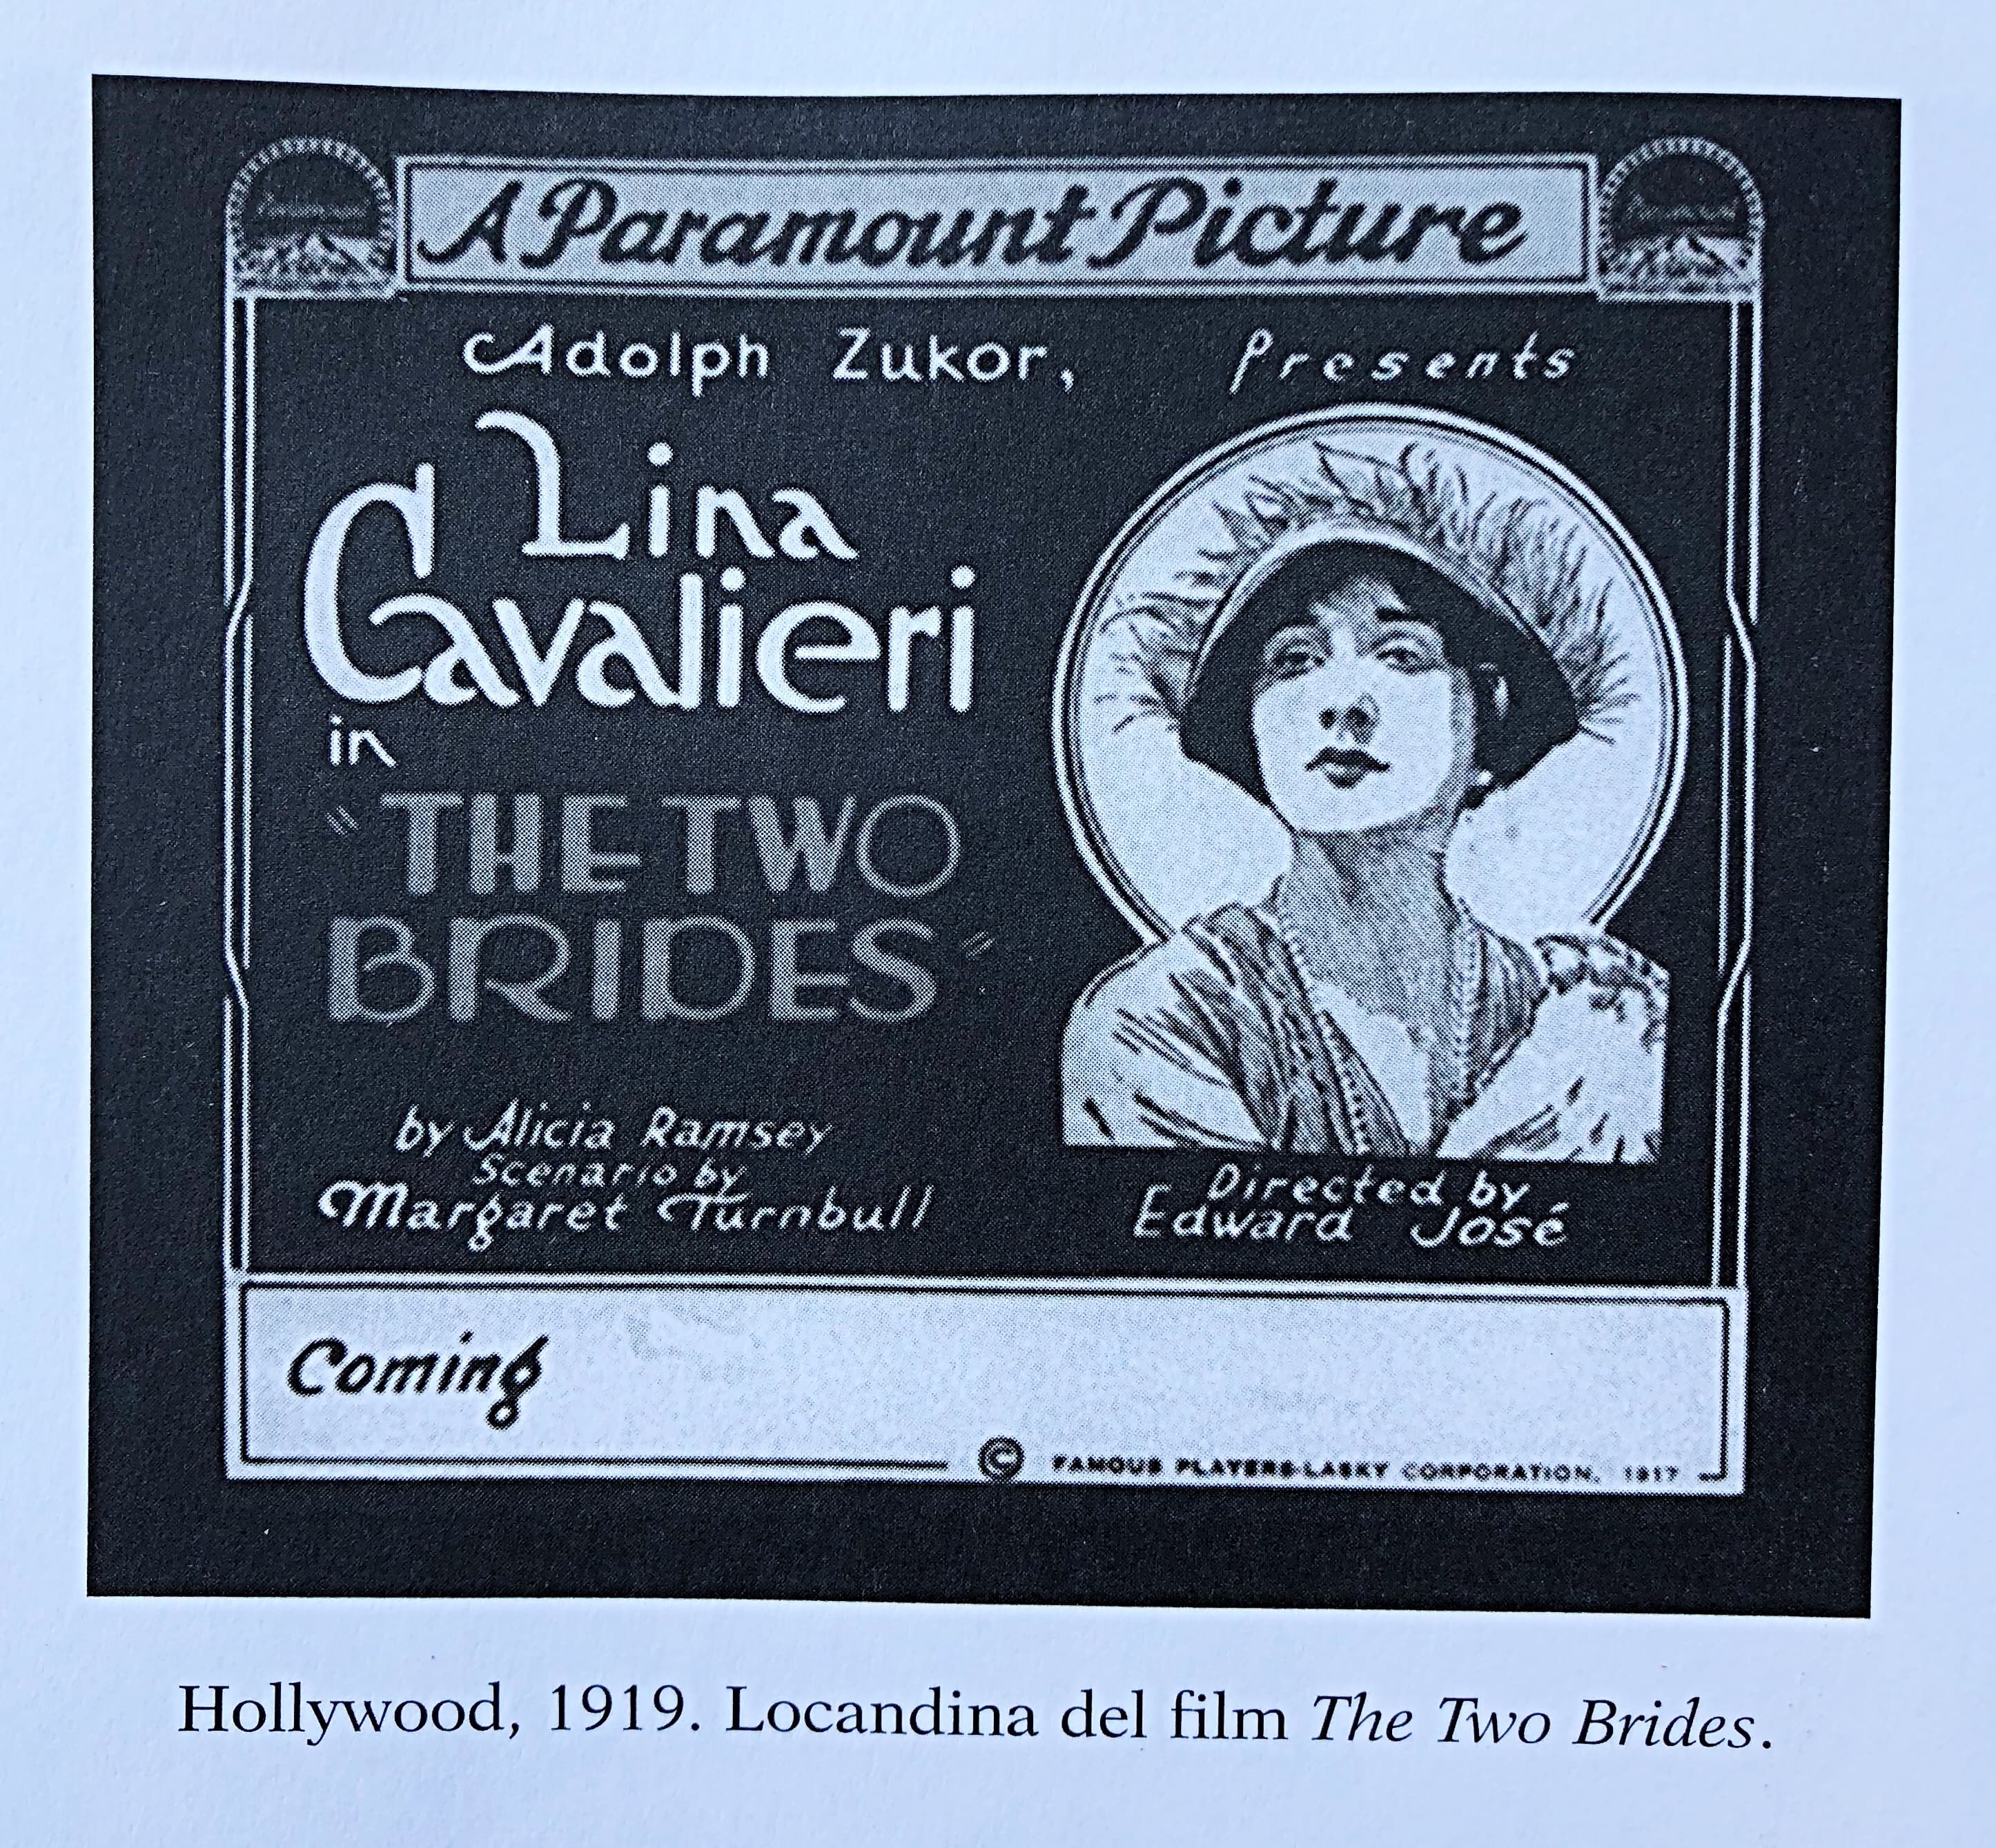 A Paramount Picture
Adolph Zukor, Presents
Lina
Cavalieri
in
"THE TWO
BRIDES"
by Alicia Ramsey
Scenario by
Margaret Turnbull
Directed by
Edward José
Coming
© FAMOUS PLAYERS-LASKY CORPORATION, 1917
Hollywood, 1919. Locandina del film The Two Brides.